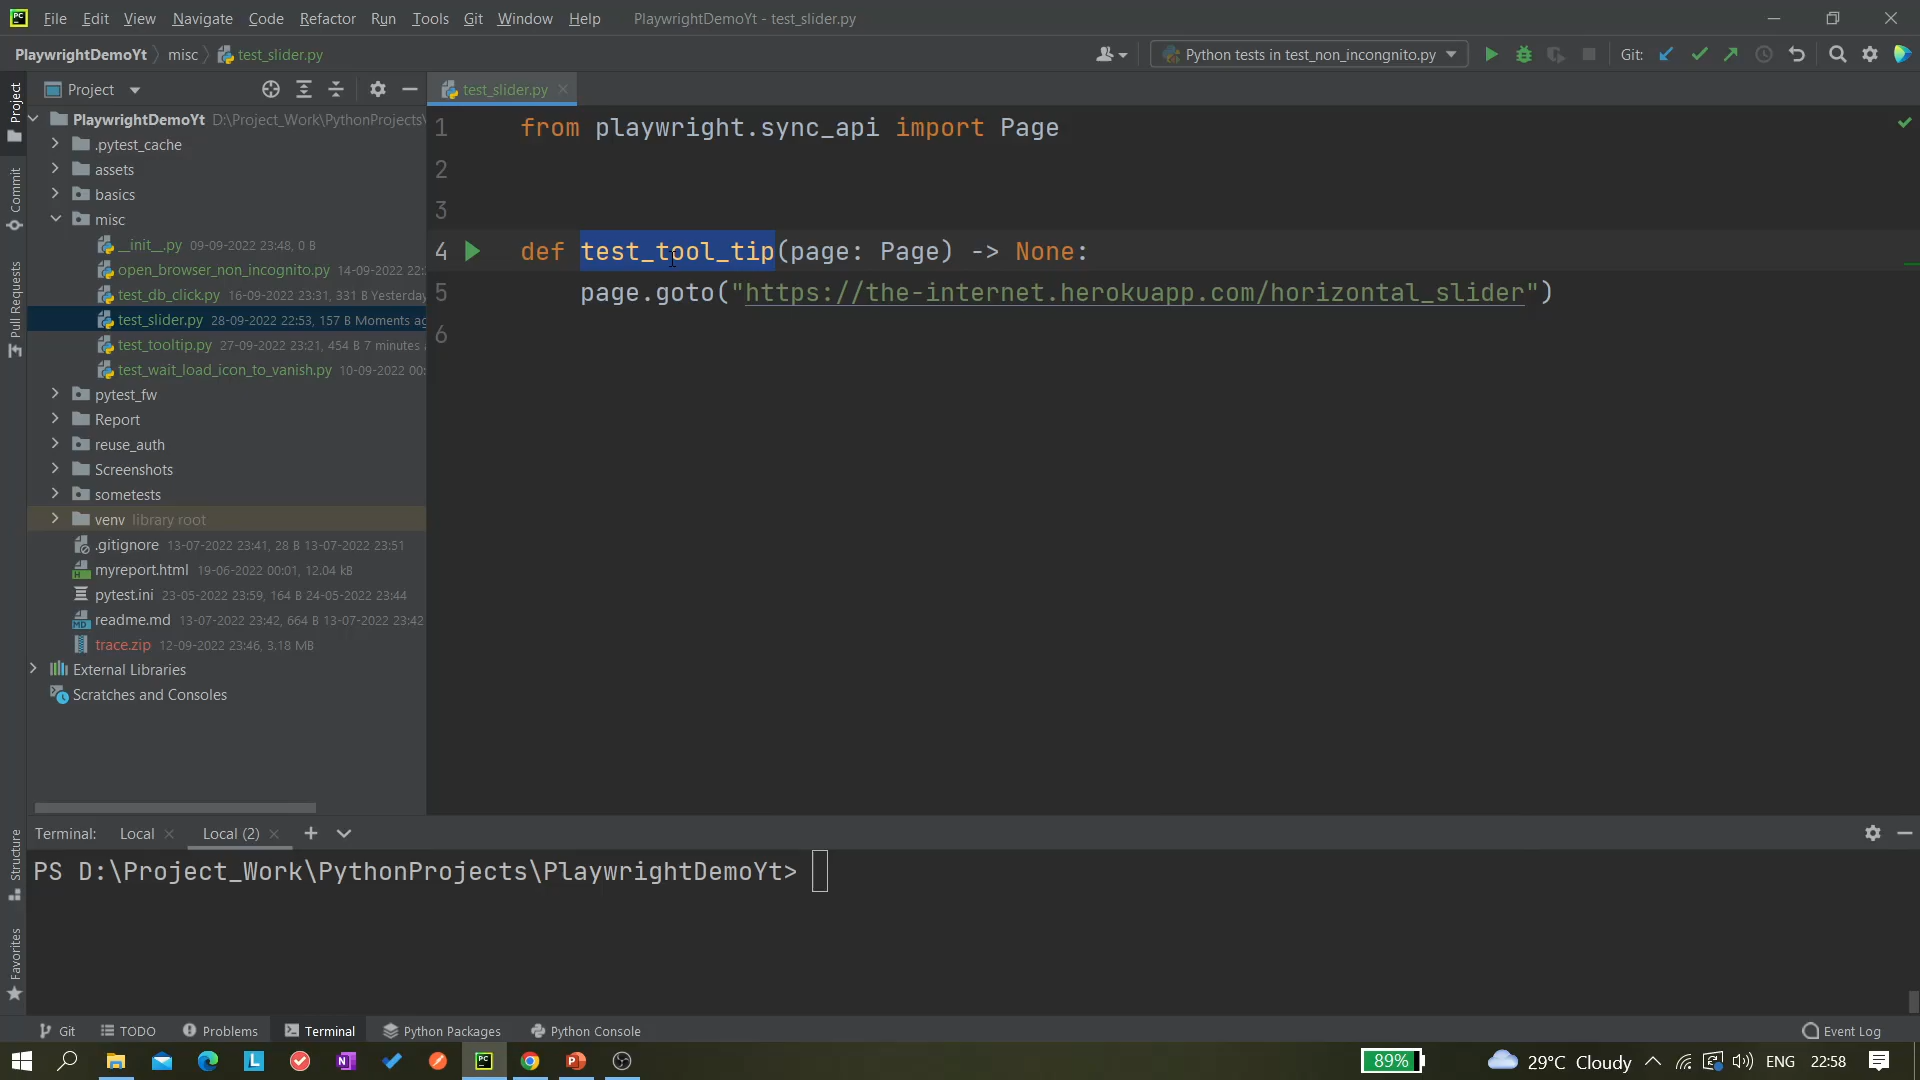 File Edit View Navigate Code Refactor Run Tools Git Window Help PlaywrightDemoYt - test_slider.py
PlaywrightDemoYt misc test_slider.py Python tests in test_non_incongnito.py Git:
Project test_slider.py
PlaywrightDemoYt D:\Project_Work\PythonProjects\
.pytest_cache
assets
basics
misc
__init__.py 09-09-2022 23:48, 0 B
open_browser_non_incognito.py 14-09-2022 22:
test_db_click.py 16-09-2022 23:31, 331 B Yesterday
test_slider.py 28-09-2022 22:53, 157 B Moments ag
test_tooltip.py 27-09-2022 23:21, 454 B 7 minutes
test_wait_load_icon_to_vanish.py 10-09-2022 00:
pytest_fw
Report
reuse_auth
Screenshots
sometests
venv library root
.gitignore 13-07-2022 23:41, 28 B 13-07-2022 23:51
myreport.html 19-06-2022 00:01, 12.04 kB
pytest.ini 23-05-2022 23:59, 164 B 24-05-2022 23:44
readme.md 13-07-2022 23:42, 664 B 13-07-2022 23:42
trace.zip 12-09-2022 23:46, 3.18 MB
External Libraries
Scratches and Consoles
1 from playwright.sync_api import Page
2
3
4 def test_tool_tip(page: Page) -> None:
5 page.goto("https://the-internet.herokuapp.com/horizontal_slider")
6
Project
Commit
Pull Requests
Structure
Favorites
Terminal: Local Local (2)
PS D:\Project_Work\PythonProjects\PlaywrightDemoYt>
Git TODO Problems Terminal Python Packages Python Console Event Log
89% 29°C Cloudy ENG 22:58